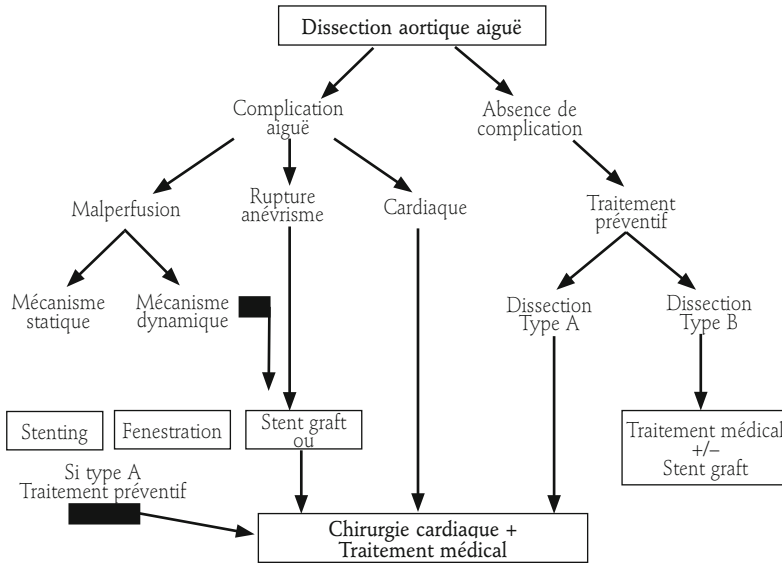 Dissection aortique aiguë
Complication
aiguë
Absence de
complication
Malperfusion
Rupture
anévrisme
Cardiaque
Traitement
préventif
Mécanisme
statique
Mécanisme
dynamique
Dissection
Type A
Dissection
Type B
Stenting
Fenestration
Stent graft
ou
Traitement médical
+/–
Stent graft
Si type A
Traitement préventif
Chirurgie cardiaque +
Traitement médical